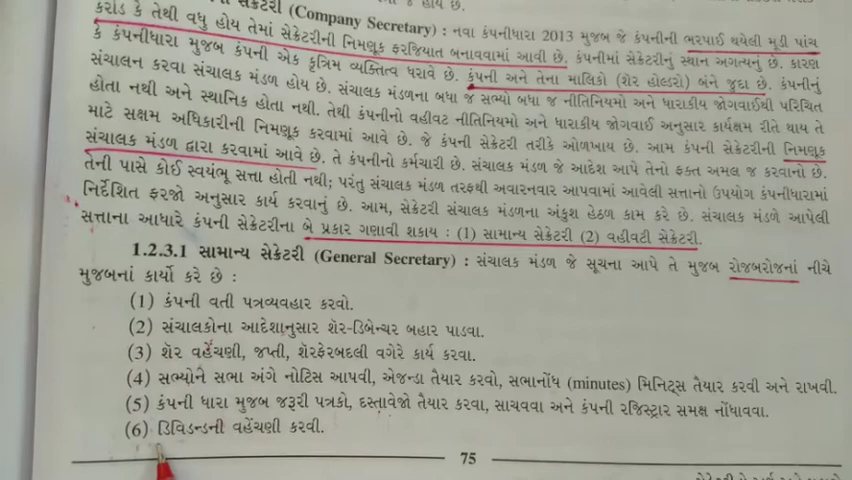 સેક્રેટરી (Company Secretary) : નવા કંપનીધારા 2013 મુજબ જે કંપનીની ભરપાઈ થયેલી મૂડી પાંચ
કરોડ કે તેથી વધુ હોય તેમાં સેક્રેટરીની નિમણૂક ફરજિયાત બનાવવામાં આવી છે. કંપનીમાં સેક્રેટરીનું સ્થાન અગત્યનું છે. કારણ
કે કંપનીધારા મુજબ કંપની એક કૃત્રિમ વ્યક્તિત્વ ધરાવે છે. કંપની અને તેના માલિકો (શેર હોલ્ડરો) બંને જુદા છે. કંપનીનું
સંચાલન કરવા સંચાલક મંડળ હોય છે. સંચાલક મંડળના બધા જ સભ્યો બધા જ નીતિનિયમો અને ધારાકીય જોગવાઈથી પરિચિત
હોતા નથી અને સ્થાનિક હોતા નથી. તેથી કંપનીનો વહીવટ નીતિનિયમો અને ધારાકીય જોગવાઈ અનુસાર કાર્યક્ષમ રીતે થાય તે
માટે સક્ષમ અધિકારીની નિમણૂક કરવામાં આવે છે. જે કંપની સેક્રેટરી તરીકે ઓળખાય છે. આમ કંપની સેક્રેટરીની નિમણૂક
સંચાલક મંડળ દ્વારા કરવામાં આવે છે. તે કંપનીનો કર્મચારી છે. સંચાલક મંડળ જે આદેશ આપે તેનો ફક્ત અમલ જ કરવાનો છે.
તેની પાસે કોઈ સ્વયંભૂ સત્તા હોતી નથી; પરંતુ સંચાલક મંડળ તરફથી અવારનવાર આપવામાં આવેલી સત્તાનો ઉપયોગ કંપનીધારામાં
નિર્દેશિત ફરજો અનુસાર કાર્ય કરવાનું છે. આમ, સેક્રેટરી સંચાલક મંડળના અંકુશ હેઠળ કામ કરે છે. સંચાલક મંડળે આપેલી
સત્તાના આધારે કંપની સેક્રેટરીના બે પ્રકાર ગણાવી શકાય : (1) સામાન્ય સેક્રેટરી (2) વહીવટી સેક્રેટરી.
1.2.3.1 સામાન્ય સેક્રેટરી (General Secretary) : સંચાલક મંડળ જે સૂચના આપે તે મુજબ રોજબરોજનાં નીચે
મુજબનાં કાર્યો કરે છે :
(1) કંપની વતી પત્રવ્યવહાર કરવો.
(2) સંચાલકોના આદેશાનુસાર શૅર-ડિબેન્ચર બહાર પાડવા.
(3) શૅર વહેંચણી, જપ્તી, શૅરફેરબદલી વગેરે કાર્ય કરવા.
(4) સભ્યોને સભા અંગે નોટિસ આપવી, એજન્ડા તૈયાર કરવો, સભાનોંધ (minutes) મિનિટ્સ તૈયાર કરવી અને રાખવી.
(5) કંપની ધારા મુજબ જરૂરી પત્રકો, દસ્તાવેજો તૈયાર કરવા, સાચવવા અને કંપની રજિસ્ટ્રાર સમક્ષ નોંધાવવા.
(6) ડિવિડન્ડની વહેંચણી કરવી.
75